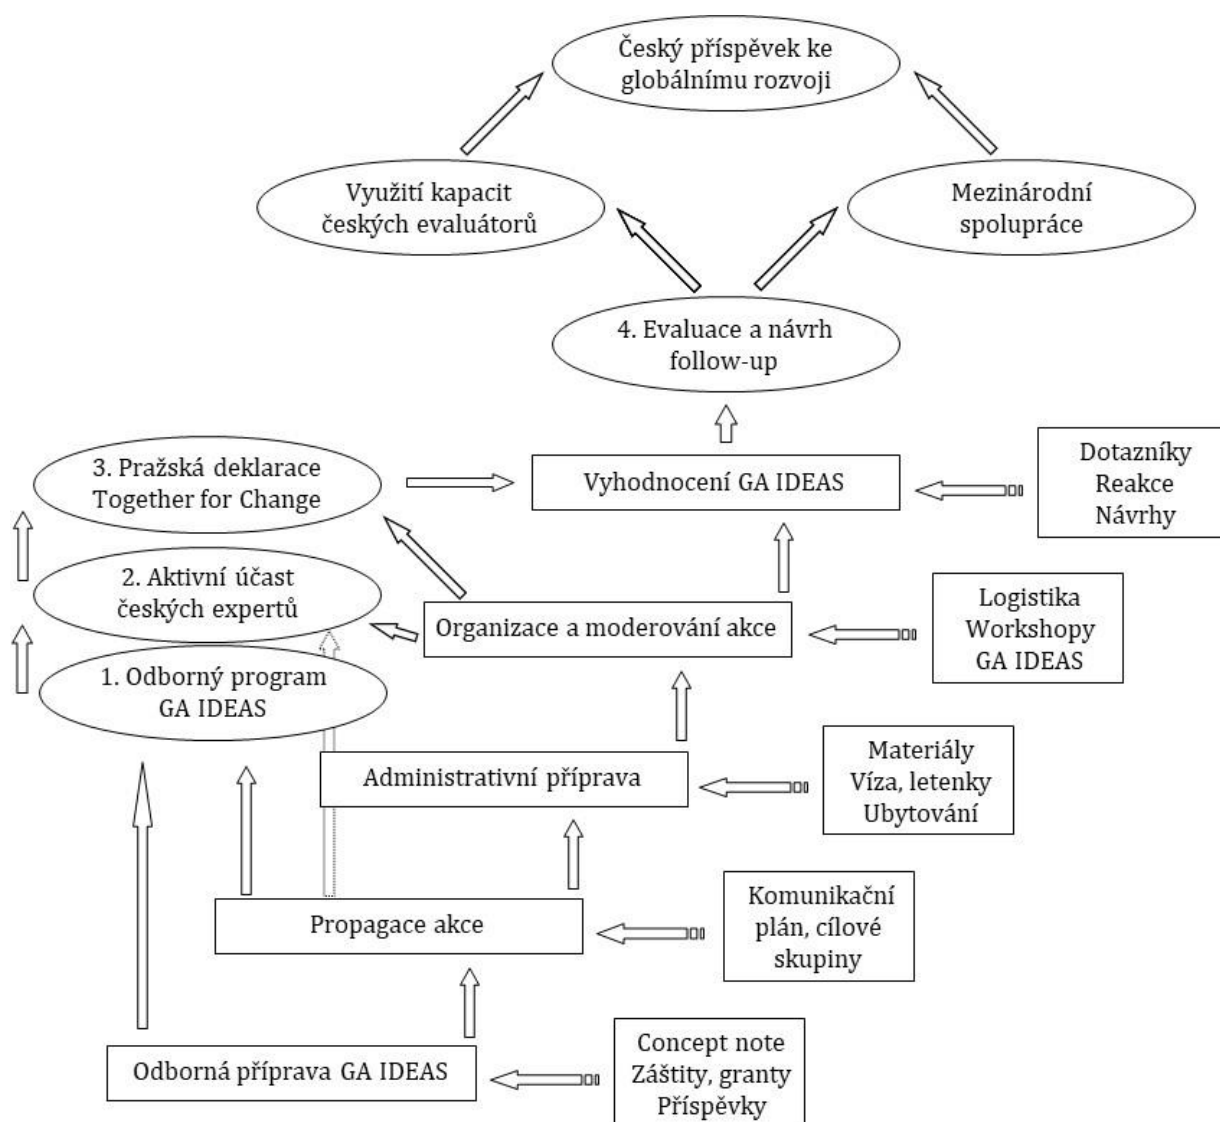 Český příspěvek ke
globálnímu rozvoji
Využití kapacit
českých evaluátorů
Mezinárodní
spolupráce
4. Evaluace a návrh
follow-up
3. Pražská deklarace
Together for Change
Vyhodnocení GA IDEAS
Dotazníky
Reakce
Návrhy
2. Aktivní účast
českých expertů
Organizace a moderování akce
Logistika
Workshopy
GA IDEAS
1. Odborný program
GA IDEAS
Administrativní příprava
Materiály
Víza, letenky
Ubytování
Propagace akce
Komunikační
plán, cílové
skupiny
Odborná příprava GA IDEAS
Concept note
Záštity, granty
Příspěvky